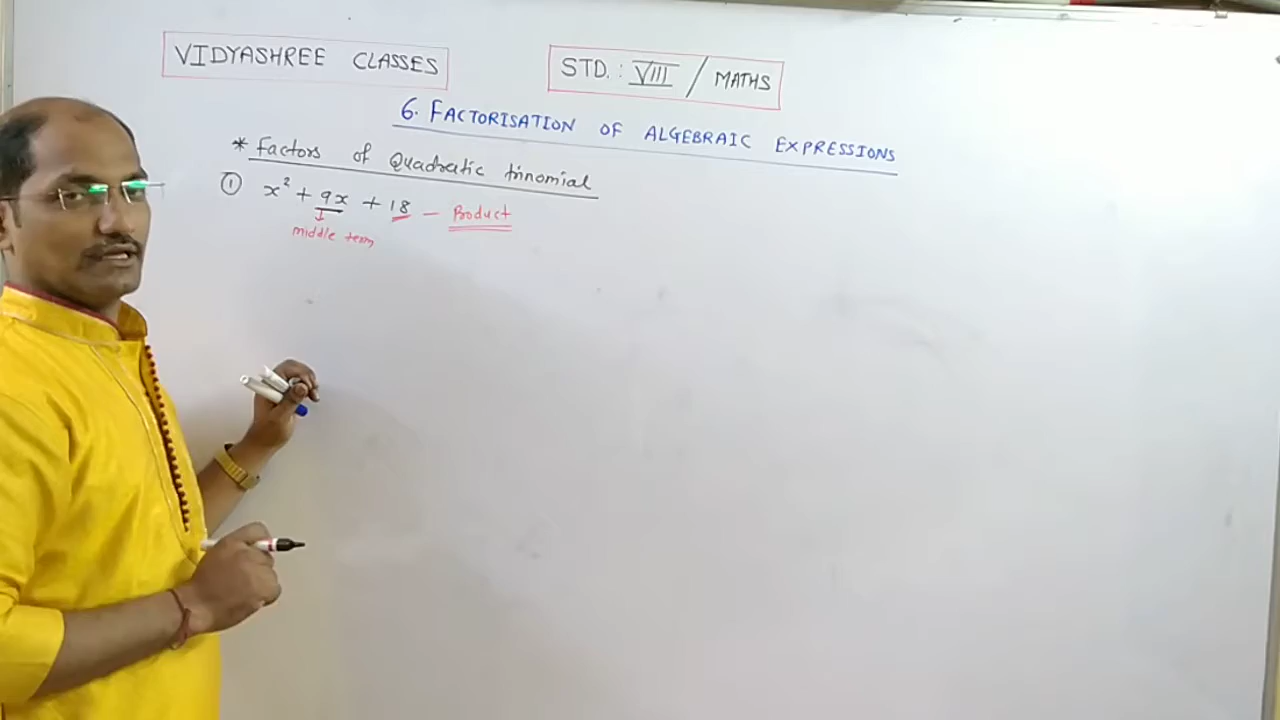 VIDYASHREE CLASSES
STD. : VIII / MATHS
6. FACTORISATION OF ALGEBRAIC EXPRESSIONS
* Factors of Quadratic trinomial
① x² + 9x + 18 — Product
↓
middle term